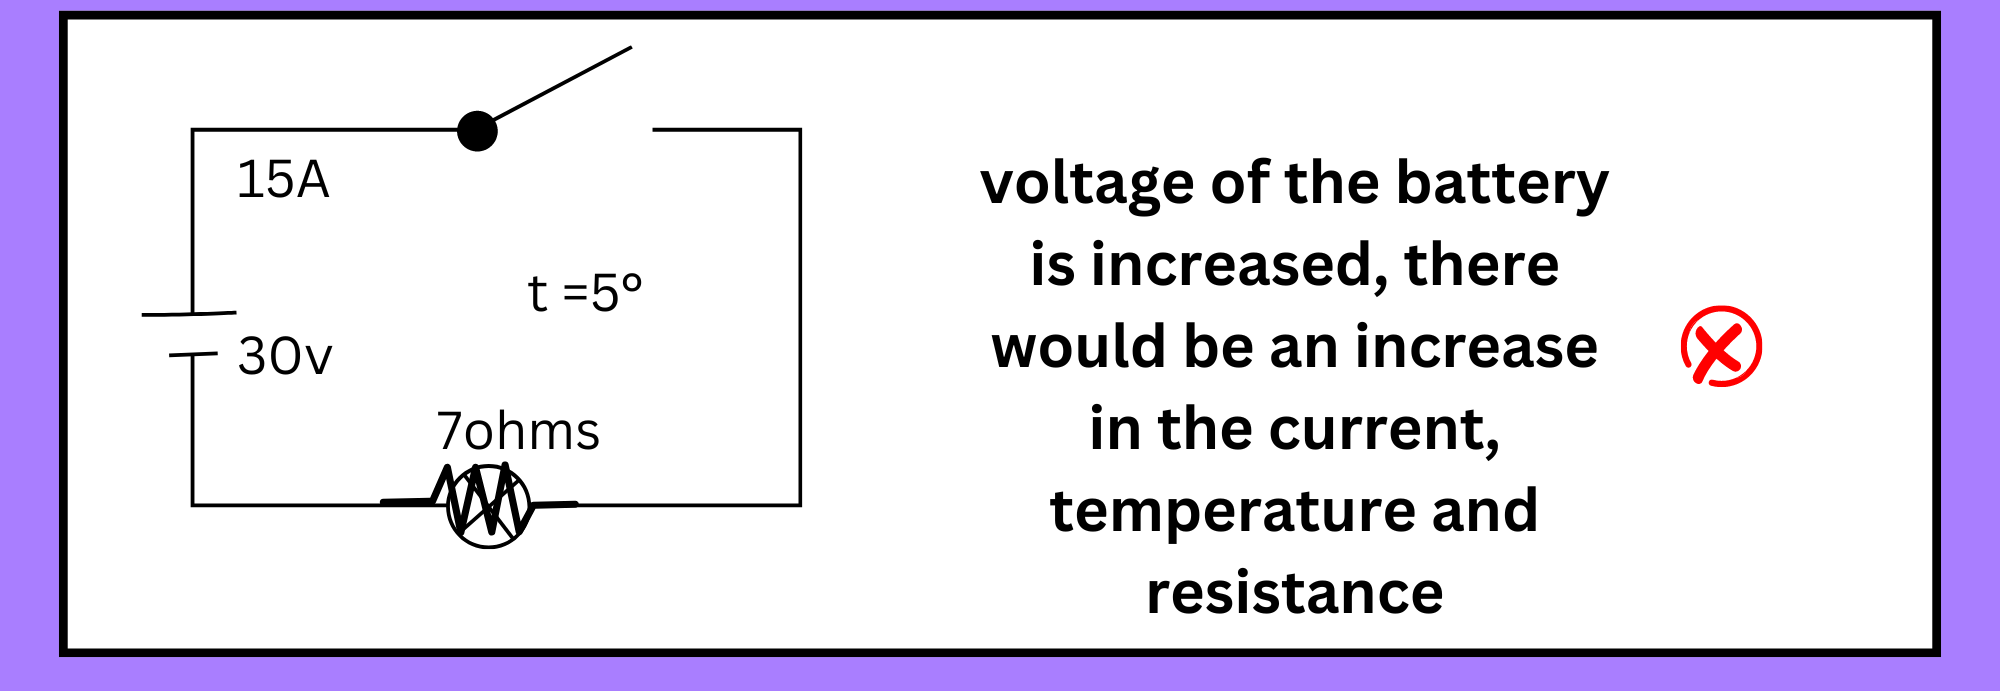 15A
t =5°
30v
7ohms
voltage of the battery
is increased, there
would be an increase
in the current,
temperature and
resistance